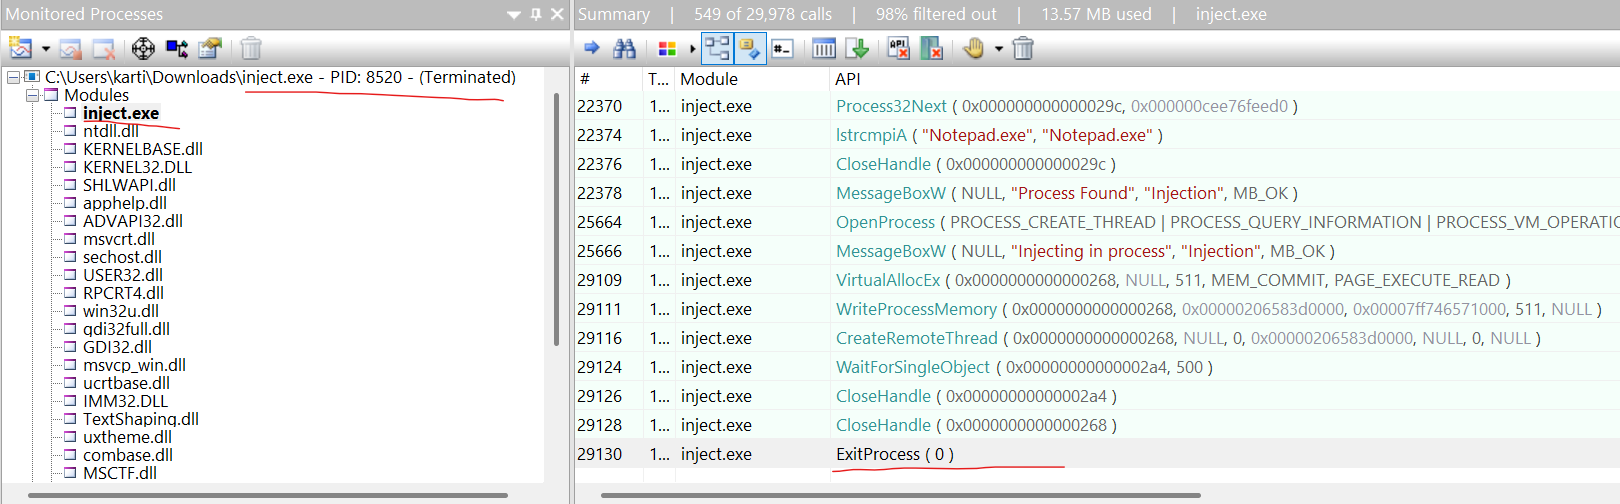 Monitored Processes
C:\Users\karti\Downloads\inject.exe - PID: 8520 - (Terminated)
Modules
inject.exe
ntdll.dll
KERNELBASE.dll
KERNEL32.DLL
SHLWAPI.dll
apphelp.dll
ADVAPI32.dll
msvcrt.dll
sechost.dll
USER32.dll
RPCRT4.dll
win32u.dll
gdi32full.dll
GDI32.dll
msvcp_win.dll
ucrtbase.dll
IMM32.DLL
TextShaping.dll
uxtheme.dll
combase.dll
MSCTF.dll
Summary | 549 of 29,978 calls | 98% filtered out | 13.57 MB used | inject.exe
# T... Module API
22370 1... inject.exe Process32Next ( 0x000000000000029c, 0x000000cee76feed0 )
22374 1... inject.exe lstrcmpiA ( "Notepad.exe", "Notepad.exe" )
22376 1... inject.exe CloseHandle ( 0x000000000000029c )
22378 1... inject.exe MessageBoxW ( NULL, "Process Found", "Injection", MB_OK )
25664 1... inject.exe OpenProcess ( PROCESS_CREATE_THREAD | PROCESS_QUERY_INFORMATION | PROCESS_VM_OPERATIO
25666 1... inject.exe MessageBoxW ( NULL, "Injecting in process", "Injection", MB_OK )
29109 1... inject.exe VirtualAllocEx ( 0x0000000000000268, NULL, 511, MEM_COMMIT, PAGE_EXECUTE_READ )
29111 1... inject.exe WriteProcessMemory ( 0x0000000000000268, 0x00000206583d0000, 0x00007ff746571000, 511, NULL )
29116 1... inject.exe CreateRemoteThread ( 0x0000000000000268, NULL, 0, 0x00000206583d0000, NULL, 0, NULL )
29124 1... inject.exe WaitForSingleObject ( 0x00000000000002a4, 500 )
29126 1... inject.exe CloseHandle ( 0x00000000000002a4 )
29128 1... inject.exe CloseHandle ( 0x0000000000000268 )
29130 1... inject.exe ExitProcess ( 0 )